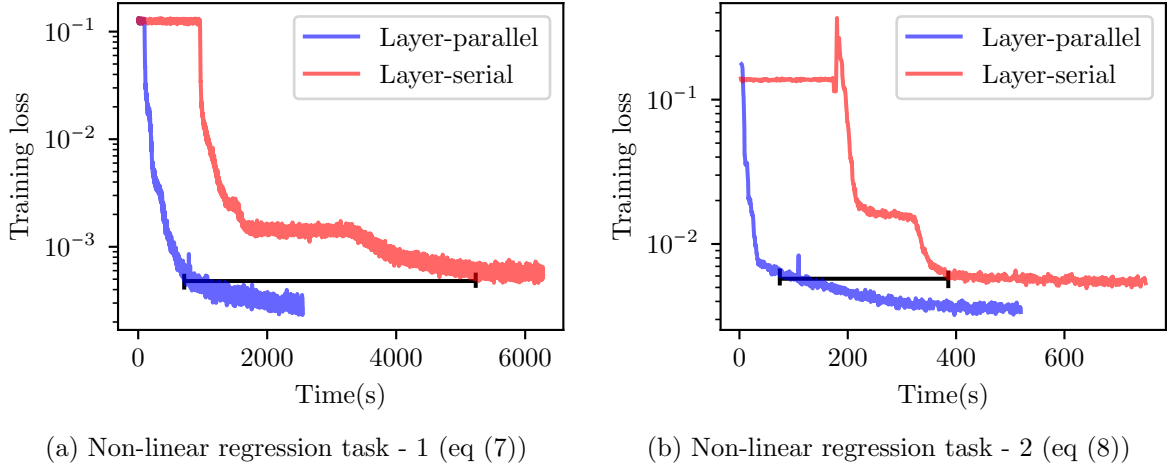 10⁻¹
10⁻²
10⁻³
Training loss
Layer-parallel
Layer-serial
0
2000
4000
6000
Time(s)
(a) Non-linear regression task - 1 (eq (7))
10⁻¹
10⁻²
Training loss
Layer-parallel
Layer-serial
0
200
400
600
Time(s)
(b) Non-linear regression task - 2 (eq (8))